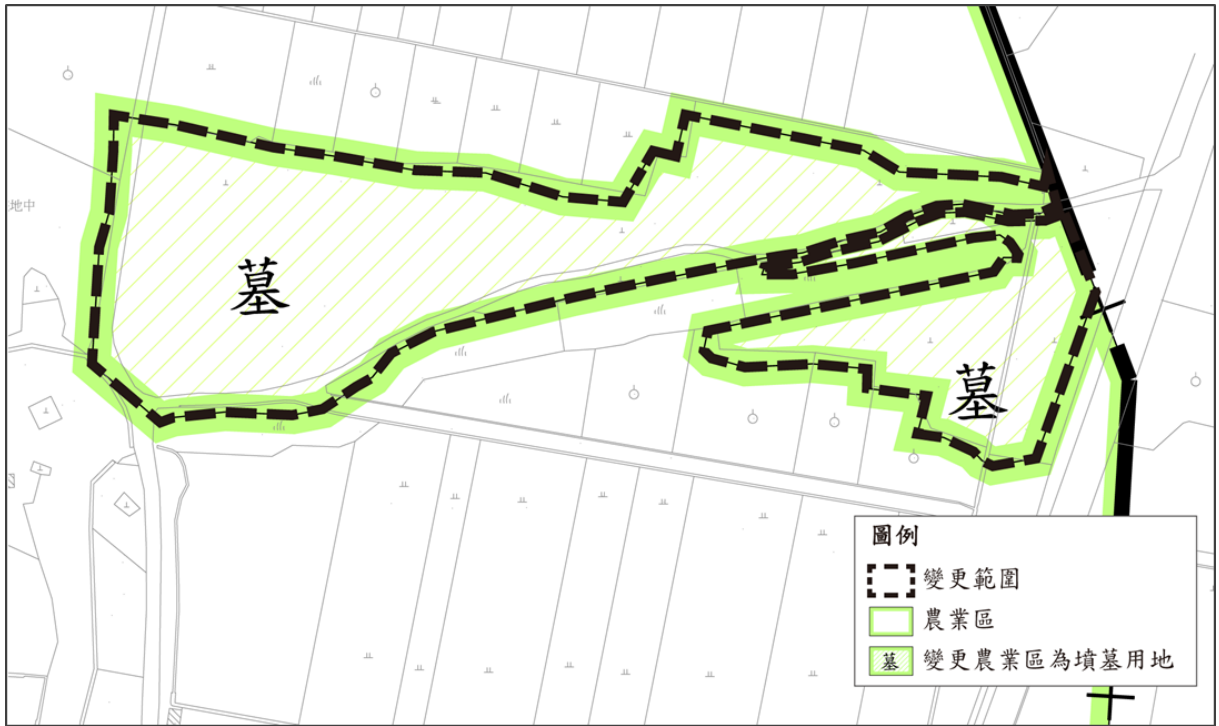 地中
墓
墓
圖例
變更範圍
農業區
墓 變更農業區為墳墓用地